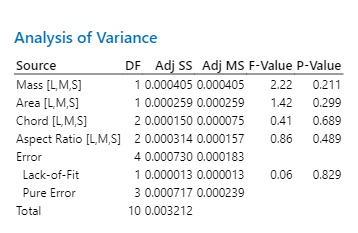 Analysis of Variance
Source DF Adj SS Adj MS F-Value P-Value
Mass [L,M,S] 1 0.000405 0.000405 2.22 0.211
Area [L,M,S] 1 0.000259 0.000259 1.42 0.299
Chord [L,M,S] 2 0.000150 0.000075 0.41 0.689
Aspect Ratio [L,M,S] 2 0.000314 0.000157 0.86 0.489
Error 4 0.000730 0.000183
Lack-of-Fit 1 0.000013 0.000013 0.06 0.829
Pure Error 3 0.000717 0.000239
Total 10 0.003212